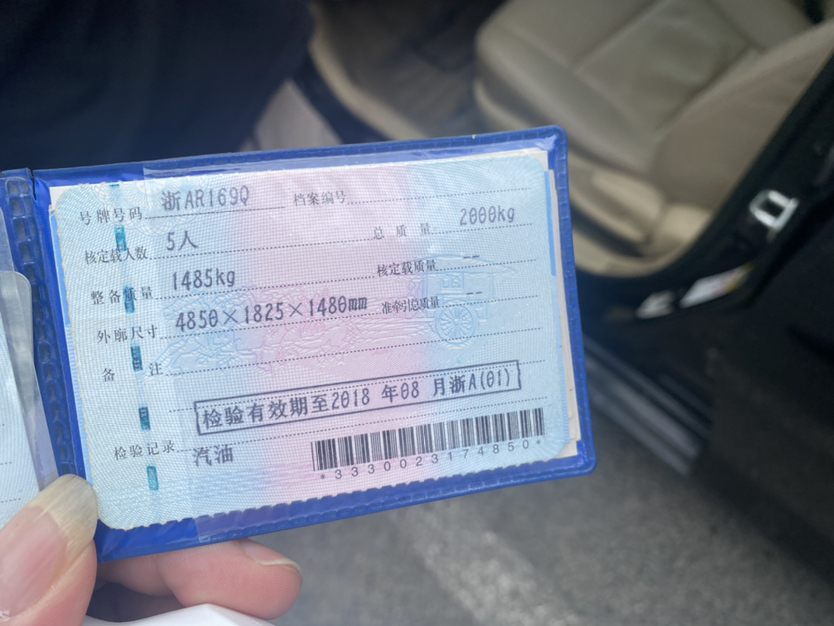 号牌号码 浙AR169Q 档案编号
核定载人数 5人 总质量 2000kg
整备质量 1485kg 核定载质量 --
外廓尺寸 4850×1825×1480mm 准牵引总质量 --
备注
检验有效期至2018 年08 月浙A(01)
检验记录 汽油
*3330023174850*